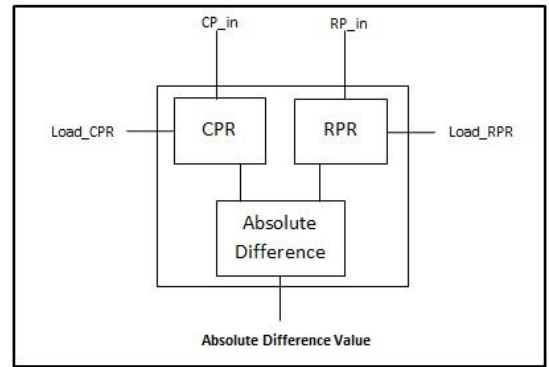 CP_in RP_in
Load_CPR CPR RPR Load_RPR
Absolute
Difference
Absolute Difference Value